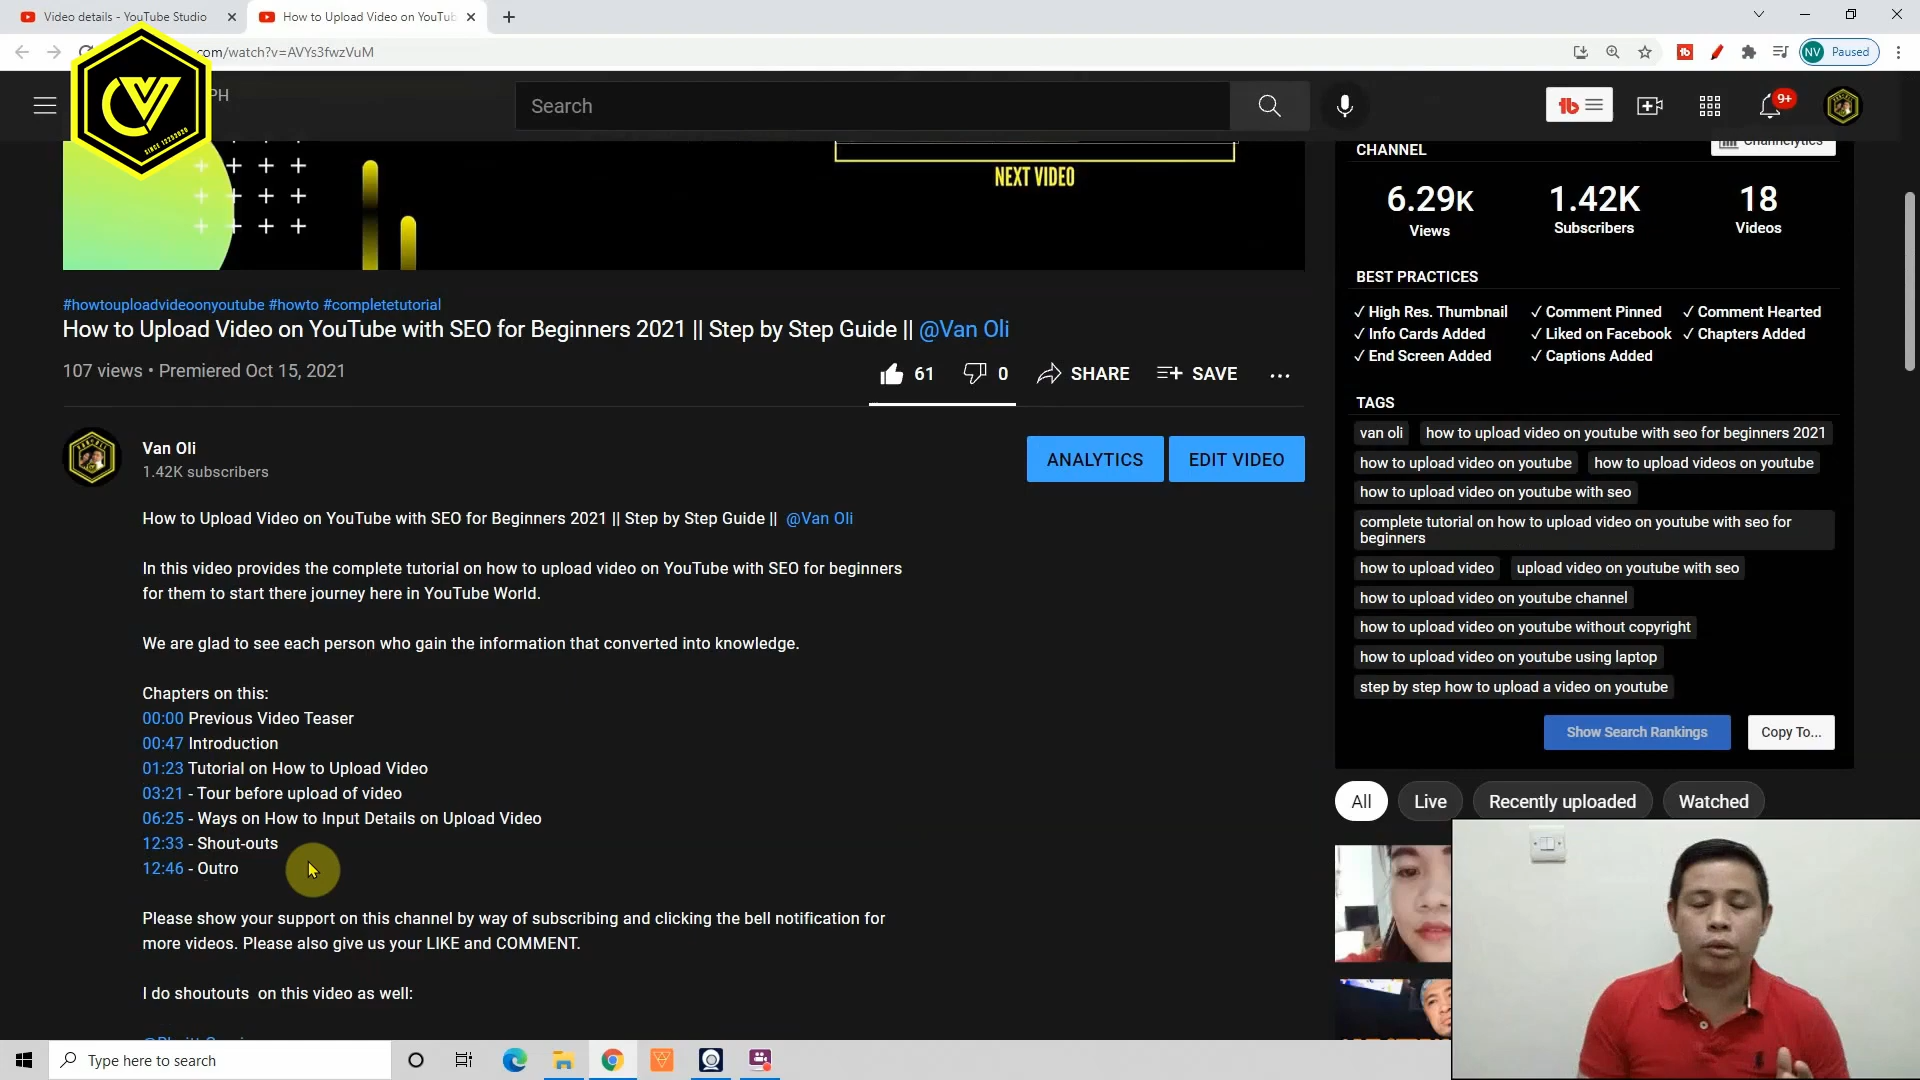 Video details - YouTube Studio
How to Upload Video on YouTub
com/watch?v=AVYs3fwzVuM
NV Paused
SINCE 12292020
PH
Search
9+
NEXT VIDEO
CHANNEL
Channelytics
6.29K
Views
1.42K
Subscribers
18
Videos
#howtouploadvideoonyoutube #howto #completetutorial
How to Upload Video on YouTube with SEO for Beginners 2021 || Step by Step Guide || @Van Oli
107 views • Premiered Oct 15, 2021
61
0
SHARE
SAVE
...
BEST PRACTICES
✓ High Res. Thumbnail
✓ Comment Pinned
✓ Comment Hearted
✓ Info Cards Added
✓ Liked on Facebook
✓ Chapters Added
✓ End Screen Added
✓ Captions Added
Van Oli
1.42K subscribers
ANALYTICS
EDIT VIDEO
How to Upload Video on YouTube with SEO for Beginners 2021 || Step by Step Guide || @Van Oli
In this video provides the complete tutorial on how to upload video on YouTube with SEO for beginners
for them to start there journey here in YouTube World.
We are glad to see each person who gain the information that converted into knowledge.
Chapters on this:
00:00 Previous Video Teaser
00:47 Introduction
01:23 Tutorial on How to Upload Video
03:21 - Tour before upload of video
06:25 - Ways on How to Input Details on Upload Video
12:33 - Shout-outs
12:46 - Outro
Please show your support on this channel by way of subscribing and clicking the bell notification for
more videos. Please also give us your LIKE and COMMENT.
I do shoutouts on this video as well:
TAGS
van oli
how to upload video on youtube with seo for beginners 2021
how to upload video on youtube
how to upload videos on youtube
how to upload video on youtube with seo
complete tutorial on how to upload video on youtube with seo for
beginners
how to upload video
upload video on youtube with seo
how to upload video on youtube channel
how to upload video on youtube without copyright
how to upload video on youtube using laptop
step by step how to upload a video on youtube
Show Search Rankings
Copy To...
All
Live
Recently uploaded
Watched
Type here to search